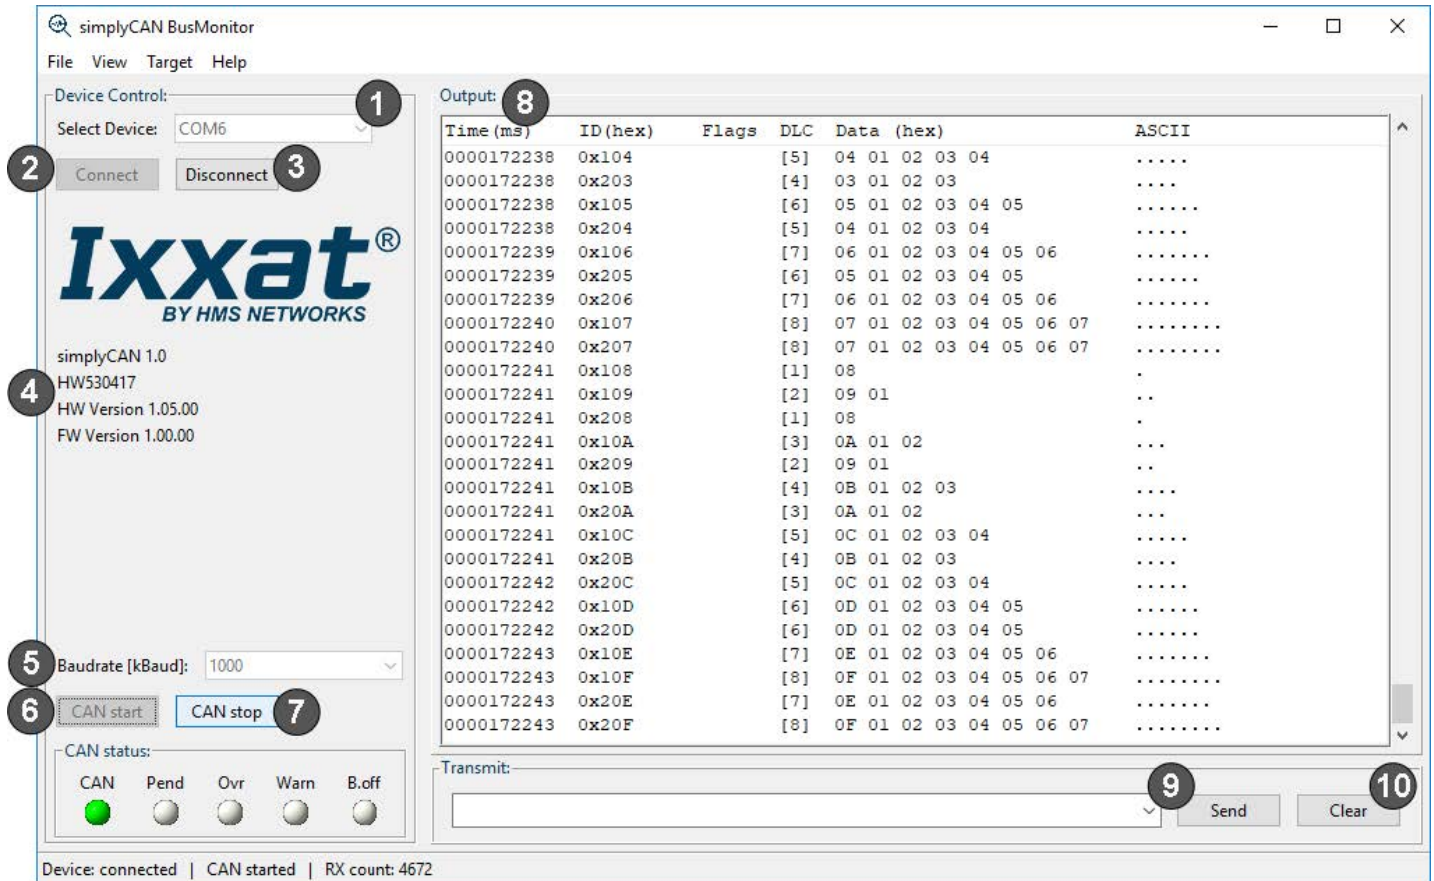 simplyCAN BusMonitor
File View Target Help
Device Control:
1
Select Device: COM6
2 Connect Disconnect 3
Ixxat®
BY HMS NETWORKS
simplyCAN 1.0
4 HW530417
HW Version 1.05.00
FW Version 1.00.00
5 Baudrate [kBaud]: 1000
6 CAN start CAN stop 7
CAN status:
CAN Pend Ovr Warn B.off
Output: 8
Time(ms) ID(hex) Flags DLC Data (hex) ASCII
0000172238 0x104 [5] 04 01 02 03 04 .....
0000172238 0x203 [4] 03 01 02 03 ....
0000172238 0x105 [6] 05 01 02 03 04 05 ......
0000172238 0x204 [5] 04 01 02 03 04 .....
0000172239 0x106 [7] 06 01 02 03 04 05 06 .......
0000172239 0x205 [6] 05 01 02 03 04 05 ......
0000172239 0x206 [7] 06 01 02 03 04 05 06 .......
0000172240 0x107 [8] 07 01 02 03 04 05 06 07 ........
0000172240 0x207 [8] 07 01 02 03 04 05 06 07 ........
0000172241 0x108 [1] 08 .
0000172241 0x109 [2] 09 01 ..
0000172241 0x208 [1] 08 .
0000172241 0x10A [3] 0A 01 02 ...
0000172241 0x209 [2] 09 01 ..
0000172241 0x10B [4] 0B 01 02 03 ....
0000172241 0x20A [3] 0A 01 02 ...
0000172241 0x10C [5] 0C 01 02 03 04 .....
0000172241 0x20B [4] 0B 01 02 03 ....
0000172242 0x20C [5] 0C 01 02 03 04 .....
0000172242 0x10D [6] 0D 01 02 03 04 05 ......
0000172242 0x20D [6] 0D 01 02 03 04 05 ......
0000172243 0x10E [7] 0E 01 02 03 04 05 06 .......
0000172243 0x10F [8] 0F 01 02 03 04 05 06 07 ........
0000172243 0x20E [7] 0E 01 02 03 04 05 06 .......
0000172243 0x20F [8] 0F 01 02 03 04 05 06 07 ........
Transmit:
9 10
Send Clear
Device: connected | CAN started | RX count: 4672